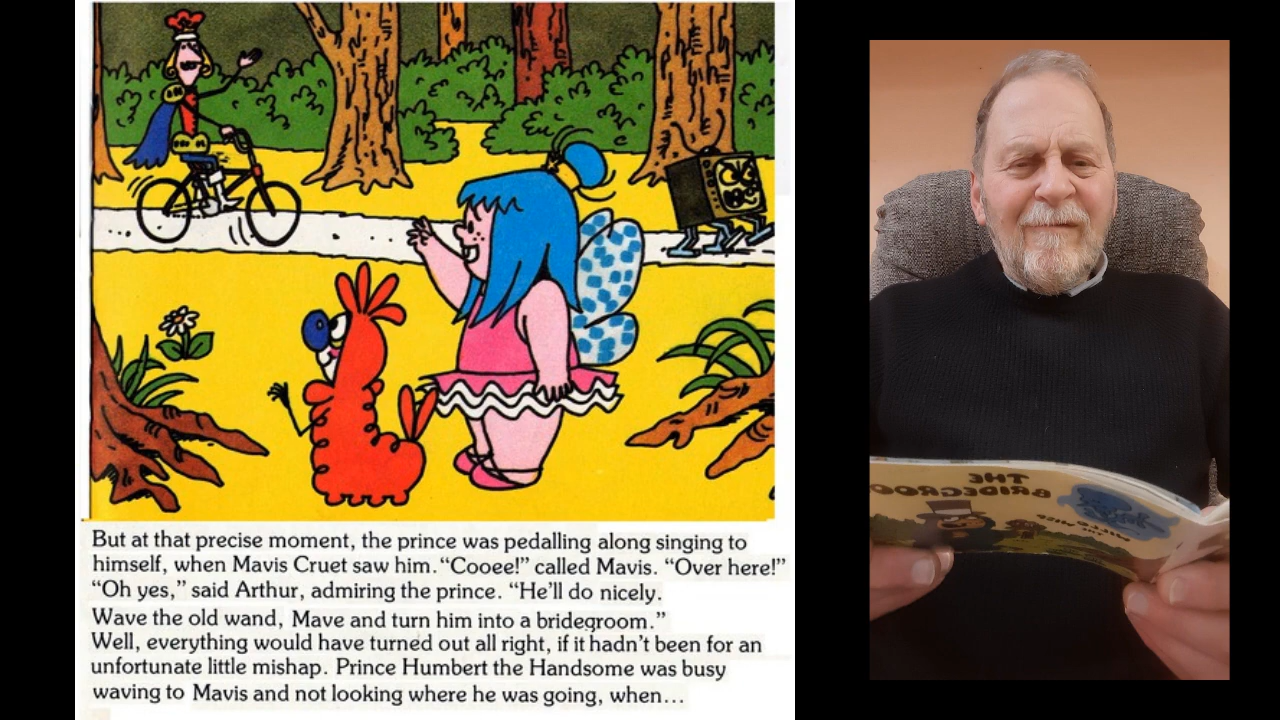 But at that precise moment, the prince was pedalling along singing to
himself, when Mavis Cruet saw him. “Cooee!” called Mavis. “Over here!”
“Oh yes,” said Arthur, admiring the prince. “He’ll do nicely.
Wave the old wand, Mave and turn him into a bridegroom.”
Well, everything would have turned out all right, if it hadn’t been for an
unfortunate little mishap. Prince Humbert the Handsome was busy
waving to Mavis and not looking where he was going, when...
THE
WILLO THE WISP